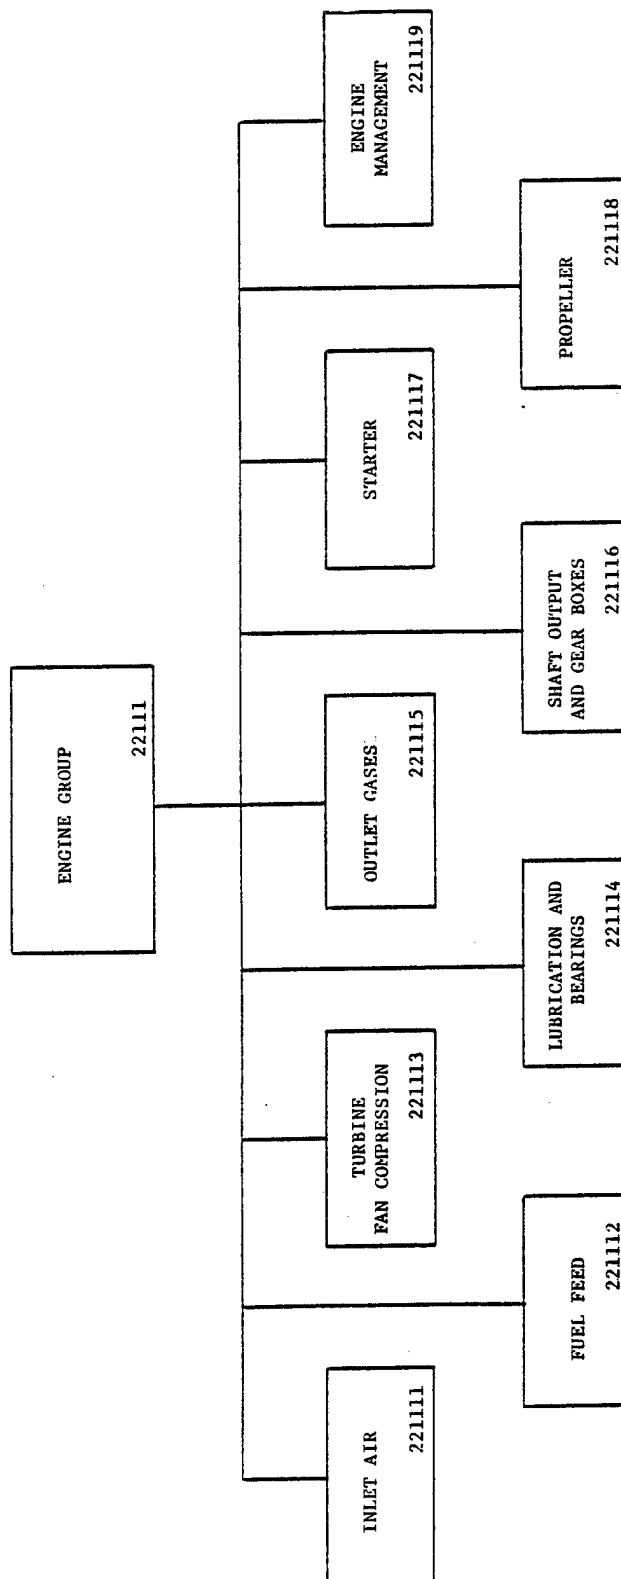 ENGINE GROUP
22111
INLET AIR
221111
FUEL FEED
221112
TURBINE
FAN COMPRESSION
221113
LUBRICATION AND
BEARINGS
221114
OUTLET GASES
221115
SHAFT OUTPUT
AND GEAR BOXES
221116
STARTER
221117
PROPELLER
221118
ENGINE
MANAGEMENT
221119